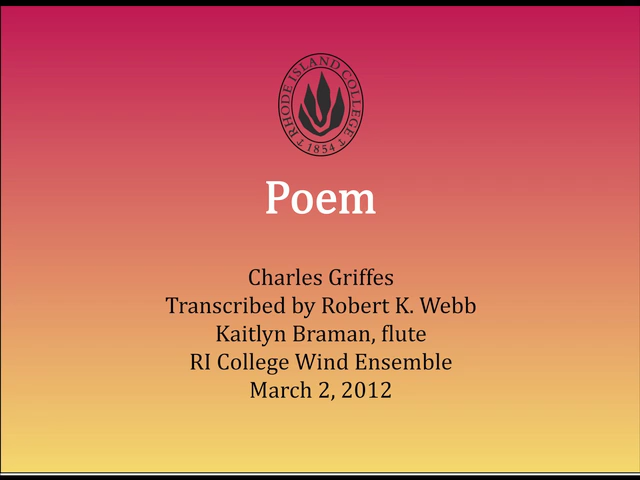 RHODE ISLAND COLLEGE
1854
Poem
Charles Griffes
Transcribed by Robert K. Webb
Kaitlyn Braman, flute
RI College Wind Ensemble
March 2, 2012